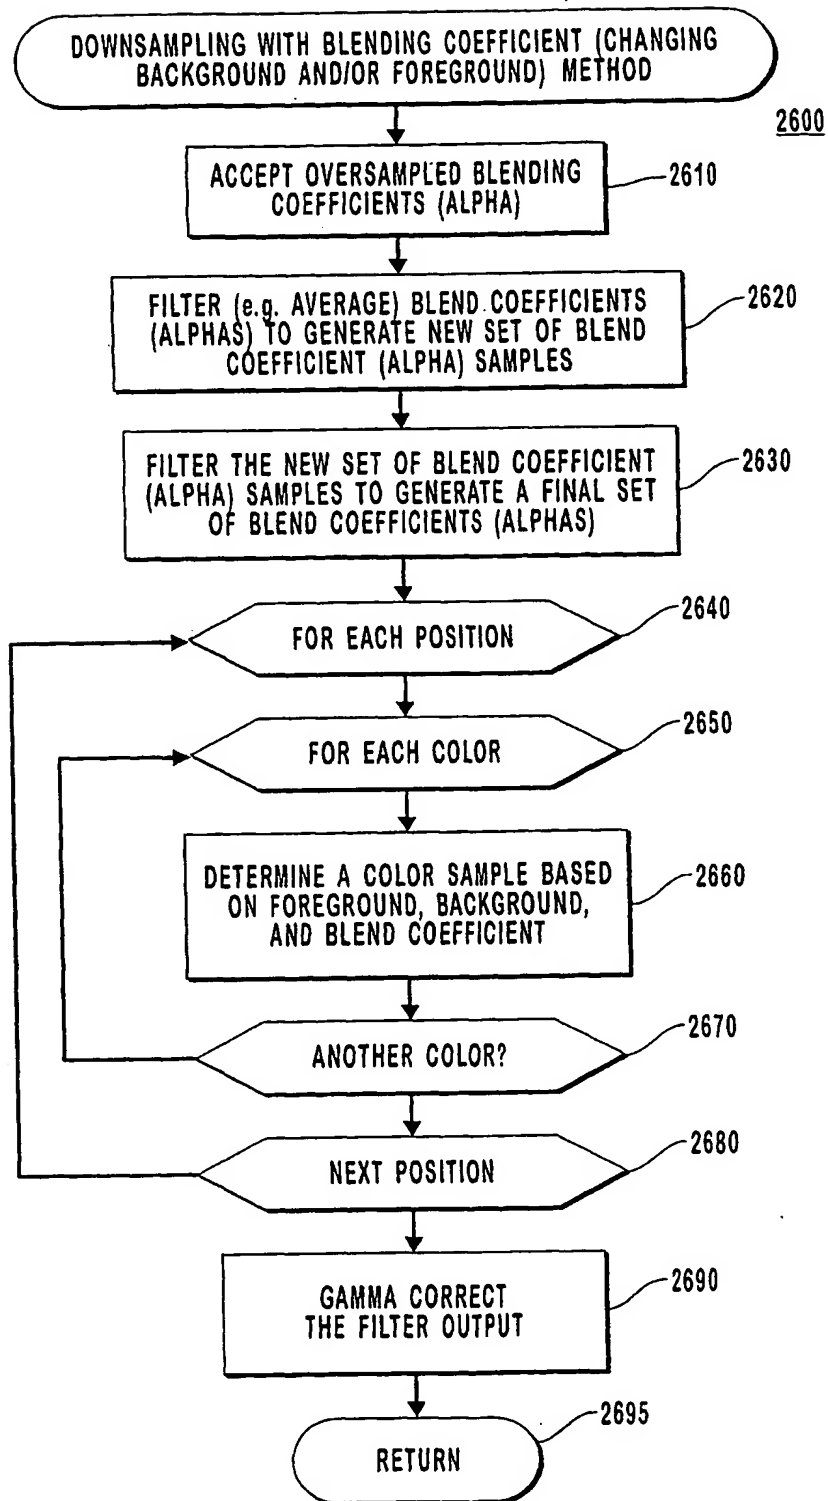 DOWNSAMPLING WITH BLENDING COEFFICIENT (CHANGING
BACKGROUND AND/OR FOREGROUND) METHOD
2600
ACCEPT OVERSAMPLED BLENDING
COEFFICIENTS (ALPHA)
2610
FILTER (e.g. AVERAGE) BLEND COEFFICIENTS
(ALPHAS) TO GENERATE NEW SET OF BLEND
COEFFICIENT (ALPHA) SAMPLES
2620
FILTER THE NEW SET OF BLEND COEFFICIENT
(ALPHA) SAMPLES TO GENERATE A FINAL SET
OF BLEND COEFFICIENTS (ALPHAS)
2630
FOR EACH POSITION
2640
FOR EACH COLOR
2650
DETERMINE A COLOR SAMPLE BASED
ON FOREGROUND, BACKGROUND,
AND BLEND COEFFICIENT
2660
ANOTHER COLOR?
2670
NEXT POSITION
2680
GAMMA CORRECT
THE FILTER OUTPUT
2690
RETURN
2695